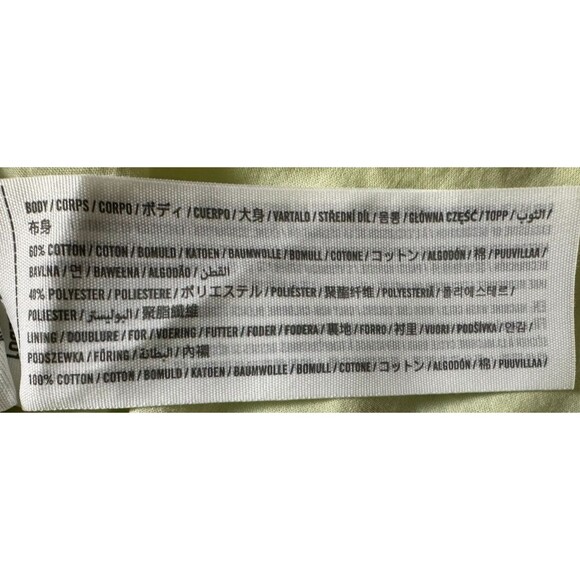 BODY / CORPS / CORPO / ボディ / CUERPO / 大身 / VARTALO / STŘEDNÍ DÍL / 몸통 / GŁÓWNA CZĘŚĆ / TOPP / الثوب /
布身
60% COTTON / COTON / BOMULD / KATOEN / BAUMWOLLE / BOMULL / COTONE / コットン / ALGODÓN / 棉 / PUUVILLAA /
BAVLNA / 면 / BAWEŁNA / ALGODÃO / القطن
40% POLYESTER / POLIESTERE / ポリエステル / POLIÉSTER / 聚酯纤维 / POLYESTERIÄ / 폴리에스테르 /
POLIESTER / البوليستر / 聚脂纖維
LINING / DOUBLURE / FOR / VOERING / FUTTER / FODER / FODERA / 裏地 / FORRO / 衬里 / VUORI / PODŠÍVKA / 안감 /
PODSZEWKA / FÔRING / البطانة / 內襯
100% COTTON / COTON / BOMULD / KATOEN / BAUMWOLLE / BOMULL / COTONE / コットン / ALGODÓN / 棉 / PUUVILLAA /